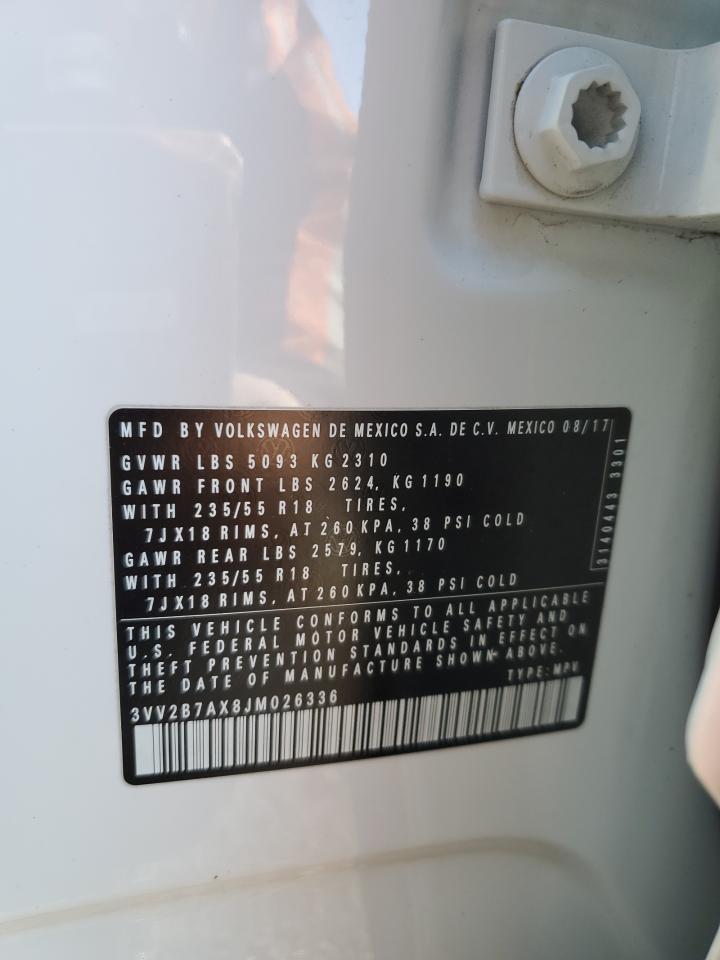 MFD BY VOLKSWAGEN DE MEXICO S.A. DE C.V. MEXICO 08/17
GVWR LBS 5093 KG 2310
GAWR FRONT LBS 2624, KG 1190
WITH 235/55 R18 TIRES,
7JX18 RIMS, AT 260 KPA, 38 PSI COLD
GAWR REAR LBS 2579, KG 1170
WITH 235/55 R18 TIRES,
7JX18 RIMS, AT 260 KPA, 38 PSI COLD
3140443 3301
THIS VEHICLE CONFORMS TO ALL APPLICABLE
U.S. FEDERAL MOTOR VEHICLE SAFETY AND
THEFT PREVENTION STANDARDS IN EFFECT ON
THE DATE OF MANUFACTURE SHOWN ABOVE.
TYPE: MPV
3VV2B7AX8JM026336